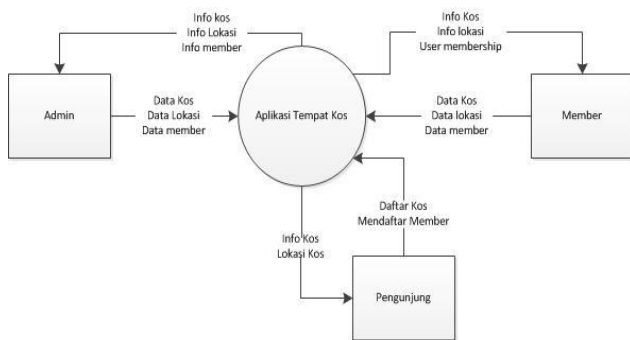 Info kos
Info Lokasi
Info member
Info Kos
Info lokasi
User membership
Admin
Data Kos
Data Lokasi
Data member
Aplikasi Tempat Kos
Data Kos
Data lokasi
Data member
Member
Daftar Kos
Mendaftar Member
Info Kos
Lokasi Kos
Pengunjung